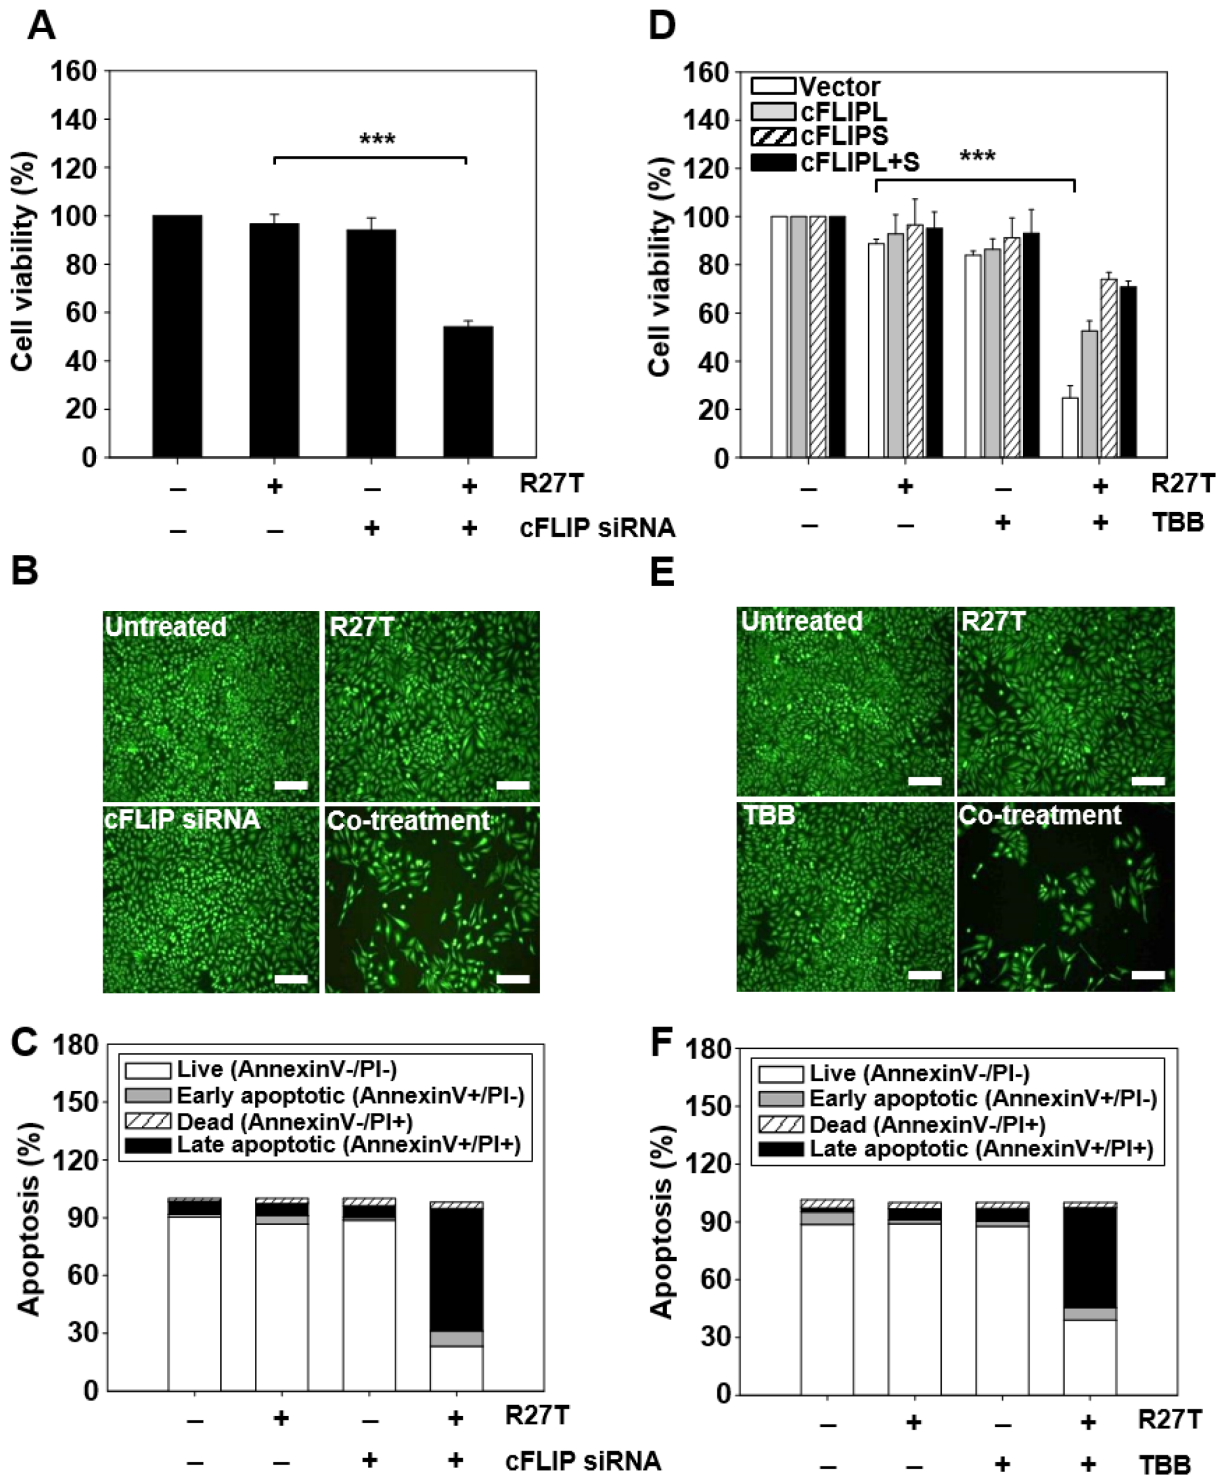 A
Cell viability (%)
160
140
120
100
80
60
40
20
0
***
– + – + R27T
– – + + cFLIP siRNA
D
Cell viability (%)
160
140
120
100
80
60
40
20
0
Vector
cFLIPL
cFLIPS
cFLIPL+S
***
– + – + R27T
– – + + TBB
B
Untreated
R27T
cFLIP siRNA
Co-treatment
E
Untreated
R27T
TBB
Co-treatment
C
Apoptosis (%)
180
150
120
90
60
30
0
Live (AnnexinV-/PI-)
Early apoptotic (AnnexinV+/PI-)
Dead (AnnexinV-/PI+)
Late apoptotic (AnnexinV+/PI+)
– + – + R27T
– – + + cFLIP siRNA
F
Apoptosis (%)
180
150
120
90
60
30
0
Live (AnnexinV-/PI-)
Early apoptotic (AnnexinV+/PI-)
Dead (AnnexinV-/PI+)
Late apoptotic (AnnexinV+/PI+)
– + – + R27T
– – + + TBB